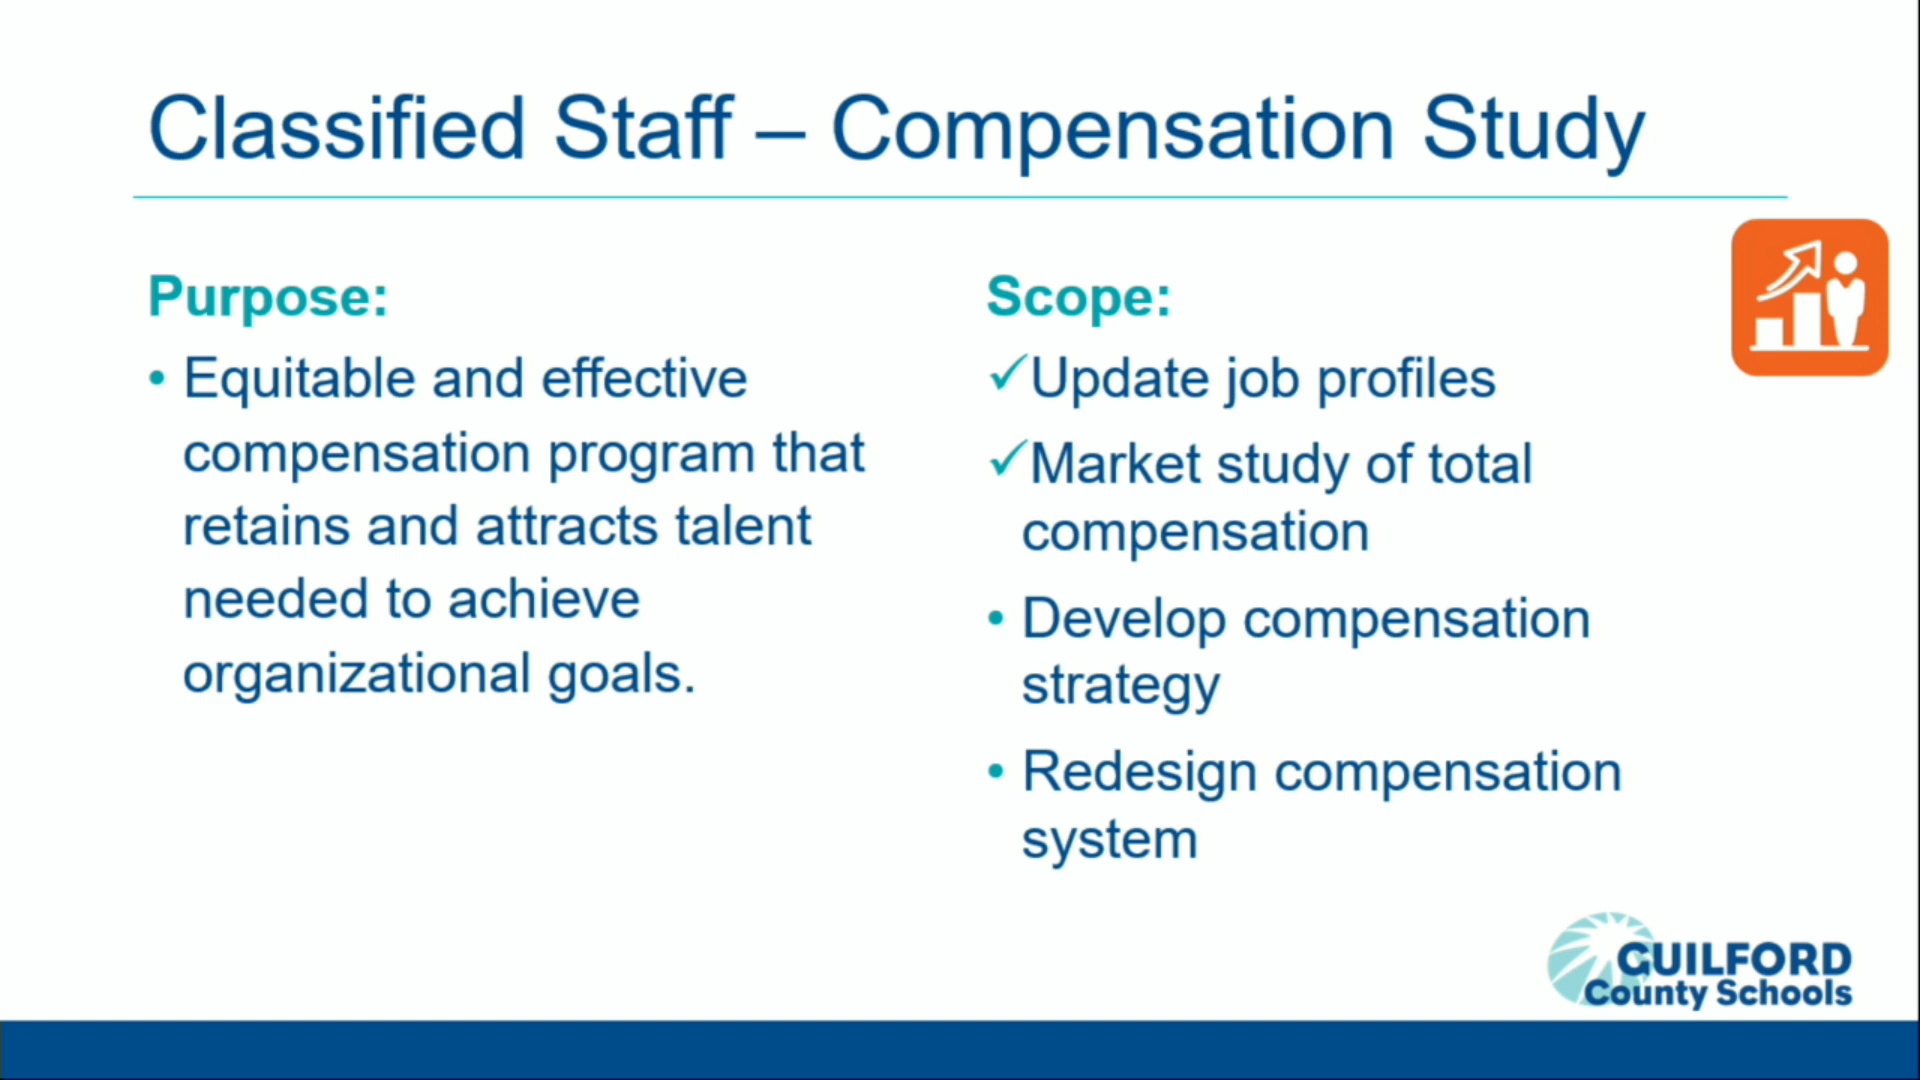 Classified Staff – Compensation Study
Purpose:
• Equitable and effective
compensation program that
retains and attracts talent
needed to achieve
organizational goals.
Scope:
✓Update job profiles
✓Market study of total
compensation
• Develop compensation
strategy
• Redesign compensation
system
GUILFORD
County Schools